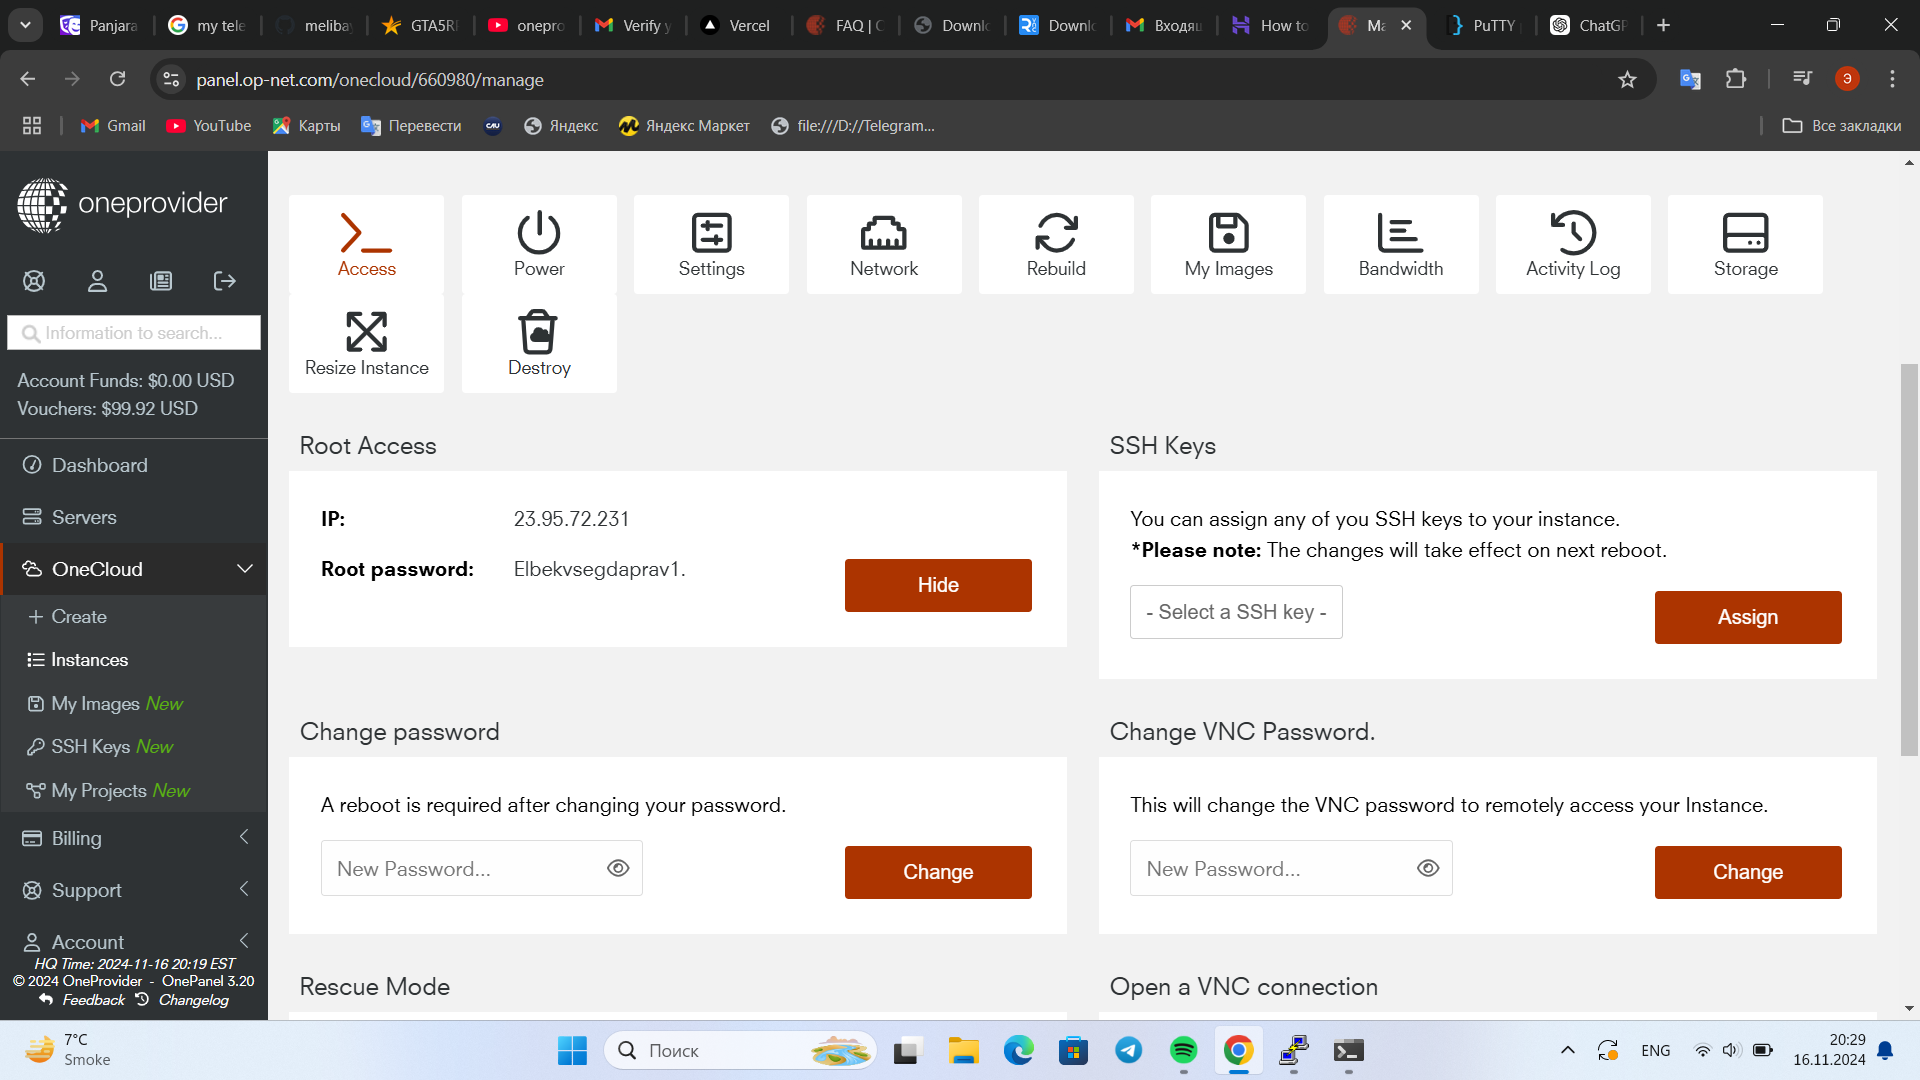 Panjara
my tele
meliba
GTA5RP
onepro
Verify y
Vercel
FAQ | O
Downl
Downl
Входящ
How to
Ma
PuTTY
ChatGP
panel.op-net.com/onecloud/660980/manage
Э
Gmail
YouTube
Карты
Перевести
Яндекс
Яндекс Маркет
file:///D://Telegram...
Все закладки
oneprovider
Information to search...
Account Funds: $0.00 USD
Vouchers: $99.92 USD
Dashboard
Servers
OneCloud
Create
Instances
My Images New
SSH Keys New
My Projects New
Billing
Support
Account
HQ Time: 2024-11-16 20:19 EST
© 2024 OneProvider - OnePanel 3.20
Feedback Changelog
Access
Power
Settings
Network
Rebuild
My Images
Bandwidth
Activity Log
Storage
Resize Instance
Destroy
Root Access
IP: 23.95.72.231
Root password: Elbekvsegdaprav1.
Hide
SSH Keys
You can assign any of you SSH keys to your instance.
*Please note: The changes will take effect on next reboot.
- Select a SSH key -
Assign
Change password
A reboot is required after changing your password.
New Password...
Change
Change VNC Password.
This will change the VNC password to remotely access your Instance.
New Password...
Change
Rescue Mode
Open a VNC connection
7°C
Smoke
Поиск
ENG
20:29
16.11.2024